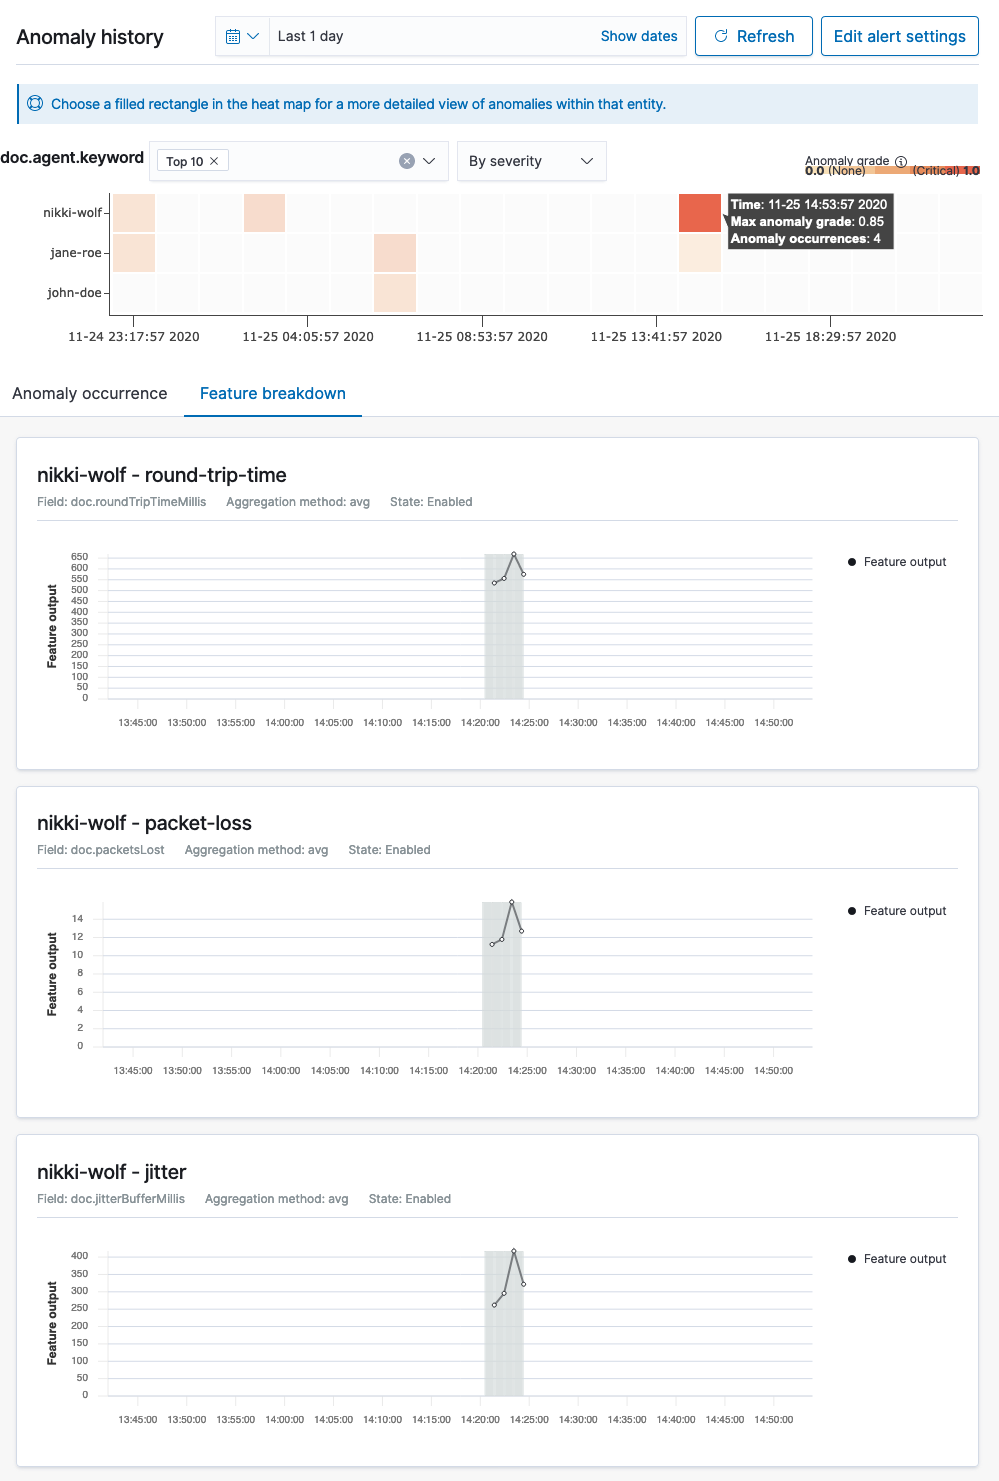 Anomaly history
Last 1 day
Show dates
Refresh
Edit alert settings
Choose a filled rectangle in the heat map for a more detailed view of anomalies within that entity.
doc.agent.keyword
Top 10
By severity
Anomaly grade
0.0 (None)
(Critical) 1.0
nikki-wolf
jane-roe
john-doe
Time: 11-25 14:53:57 2020
Max anomaly grade: 0.85
Anomaly occurrences: 4
11-24 23:17:57 2020
11-25 04:05:57 2020
11-25 08:53:57 2020
11-25 13:41:57 2020
11-25 18:29:57 2020
Anomaly occurrence
Feature breakdown
nikki-wolf - round-trip-time
Field: doc.roundTripTimeMillis
Aggregation method: avg
State: Enabled
Feature output
650
600
550
500
450
400
350
300
250
200
150
100
50
0
13:45:00
13:50:00
13:55:00
14:00:00
14:05:00
14:10:00
14:15:00
14:20:00
14:25:00
14:30:00
14:35:00
14:40:00
14:45:00
14:50:00
Feature output
nikki-wolf - packet-loss
Field: doc.packetsLost
Aggregation method: avg
State: Enabled
Feature output
14
12
10
8
6
4
2
0
13:45:00
13:50:00
13:55:00
14:00:00
14:05:00
14:10:00
14:15:00
14:20:00
14:25:00
14:30:00
14:35:00
14:40:00
14:45:00
14:50:00
Feature output
nikki-wolf - jitter
Field: doc.jitterBufferMillis
Aggregation method: avg
State: Enabled
Feature output
400
350
300
250
200
150
100
50
0
13:45:00
13:50:00
13:55:00
14:00:00
14:05:00
14:10:00
14:15:00
14:20:00
14:25:00
14:30:00
14:35:00
14:40:00
14:45:00
14:50:00
Feature output